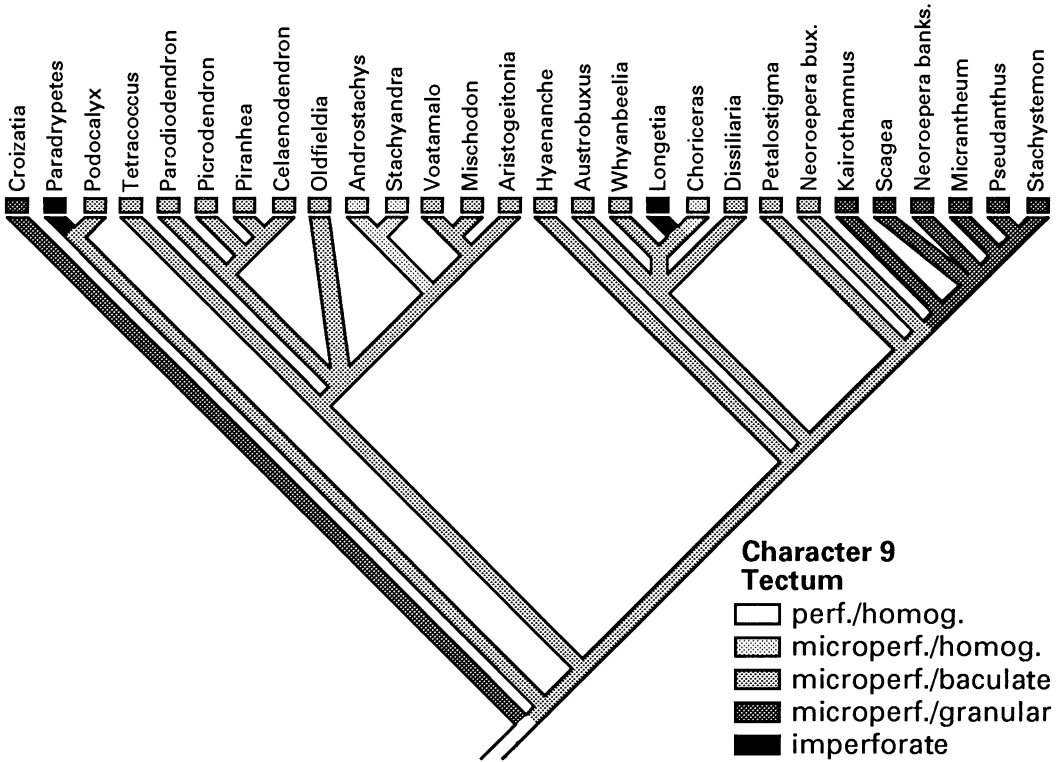 Croizatia
Paradrypetes
Podocalyx
Tetracoccus
Parodiodendron
Picrodendron
Piranhea
Celaenodendron
Oldfieldia
Androstachys
Stachyandra
Voatamalo
Mischodon
Aristogeitonia
Hyaenanche
Austrobuxus
Whyanbeelia
Longetia
Choriceras
Dissiliaria
Petalostigma
Neoroepera bux.
Kairothamnus
Scagea
Neoroepera banks.
Micrantheum
Pseudanthus
Stachystemon
Character 9
Tectum
perf./homog.
microperf./homog.
microperf./baculate
microperf./granular
imperforate